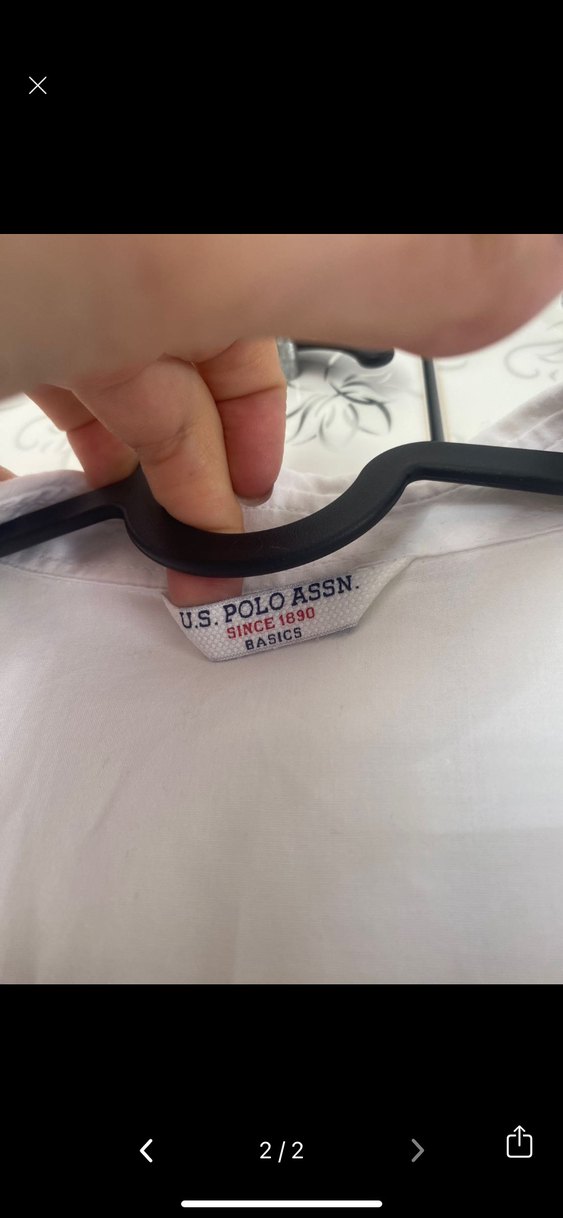 U.S. POLO ASSN.
SINCE 1890
BASICS
2/2